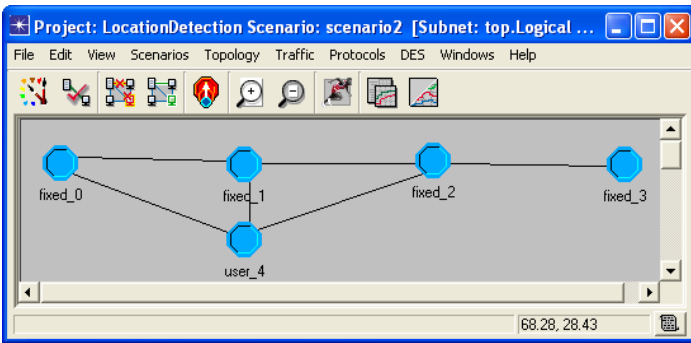 Project: LocationDetection Scenario: scenario2 [Subnet: top.Logical ...
File Edit View Scenarios Topology Traffic Protocols DES Windows Help
fixed_0 fixed_1 fixed_2 fixed_3
user_4
68.28, 28.43